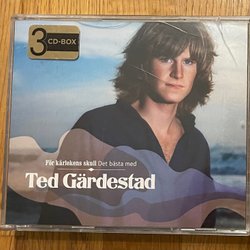 3 CD-BOX
För kärlekens skull Det bästa med
Ted Gärdestad